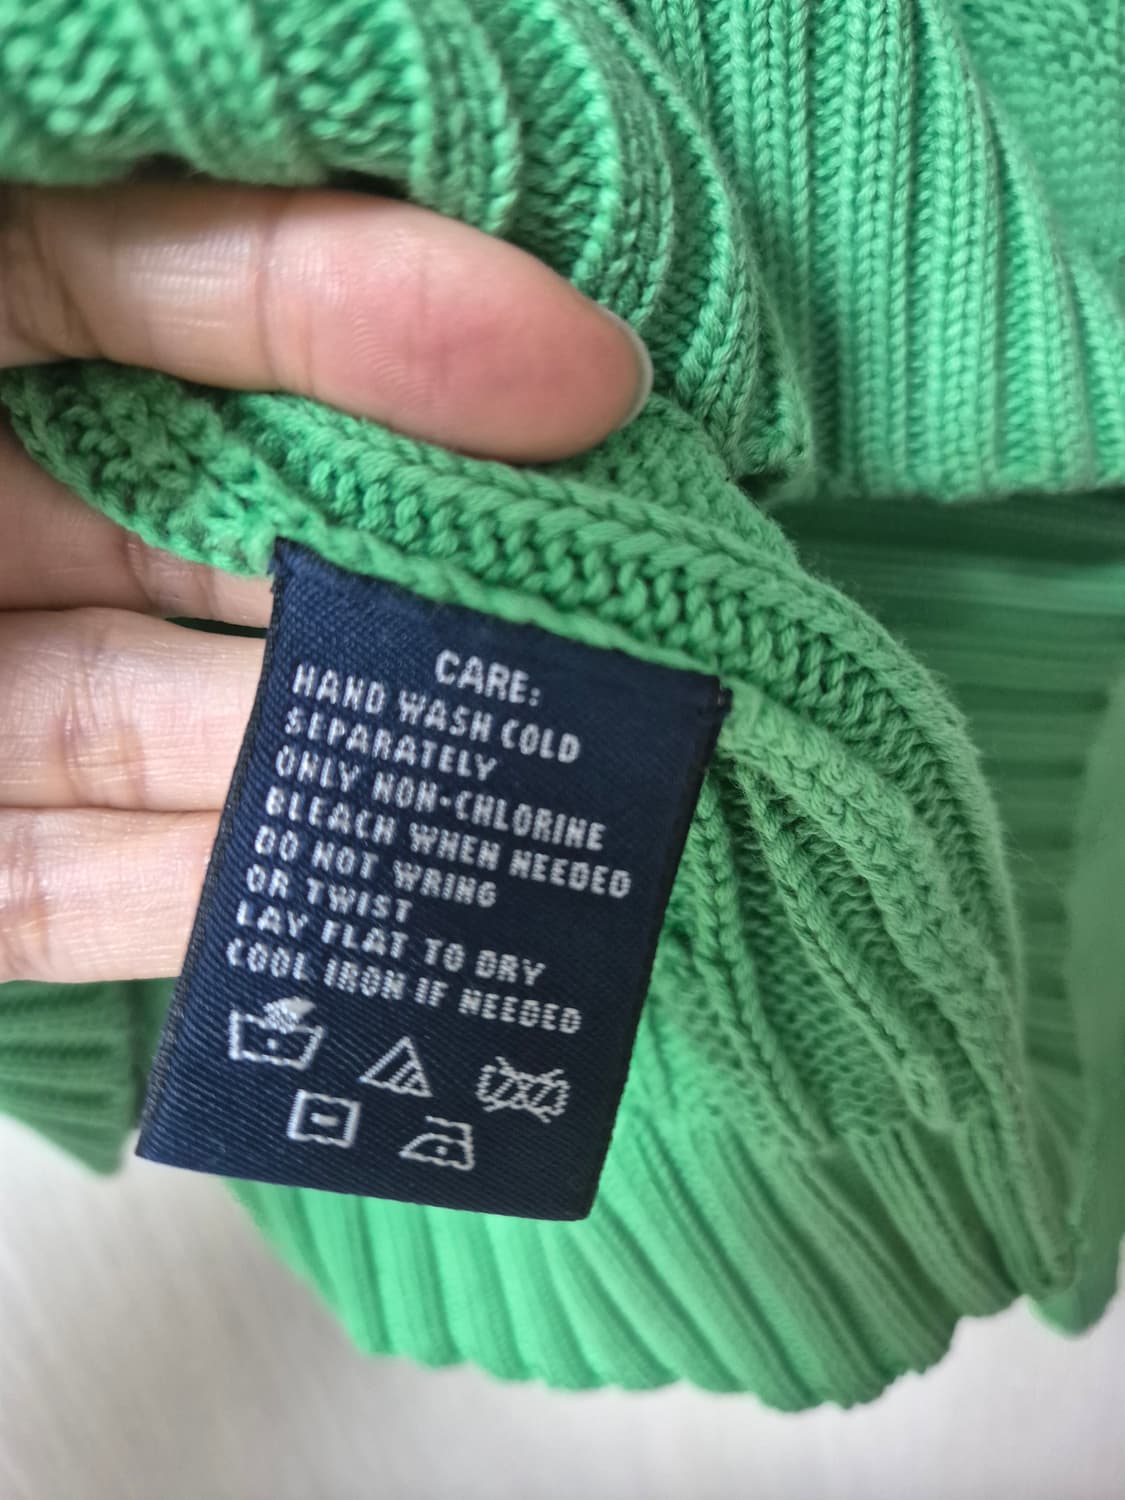 CARE:
HAND WASH COLD
SEPARATELY
ONLY NON-CHLORINE
BLEACH WHEN NEEDED
DO NOT WRING
OR TWIST
LAY FLAT TO DRY
COOL IRON IF NEEDED